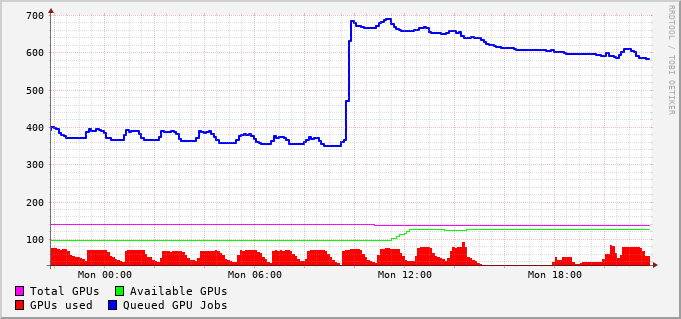 700
600
500
400
300
200
100
Mon 00:00 Mon 06:00 Mon 12:00 Mon 18:00
Total GPUs Available GPUs
GPUs used Queued GPU Jobs
RRDTOOL / TOBI OETIKER